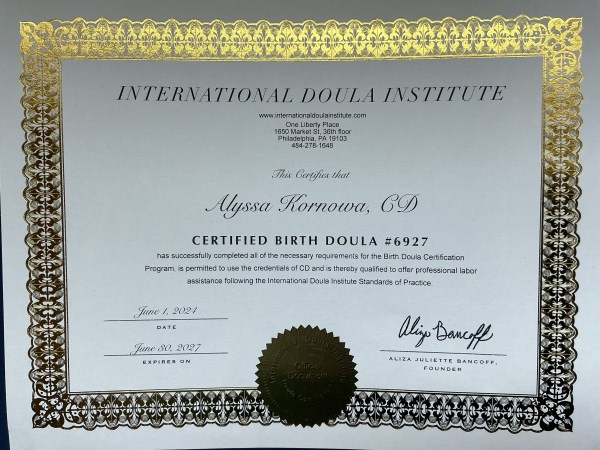 INTERNATIONAL DOULA INSTITUTE
www.internationaldoulainstitute.com
One Liberty Place
1650 Market St, 36th floor
Philadelphia, PA 19103
484-278-1648
This Certifies that
Alyssa Kornowa, CD
CERTIFIED BIRTH DOULA #6927
has successfully completed all of the necessary requirements for the Birth Doula Certification
Program, is permitted to use the credentials of CD and is thereby qualified to offer professional labor
assistance following the International Doula Institute Standards of Practice
June 1, 2024
DATE
June 30, 2027
EXPIRES ON
Aliza Bancoff
ALIZA JULIETTE BANCOFF,
FOUNDER